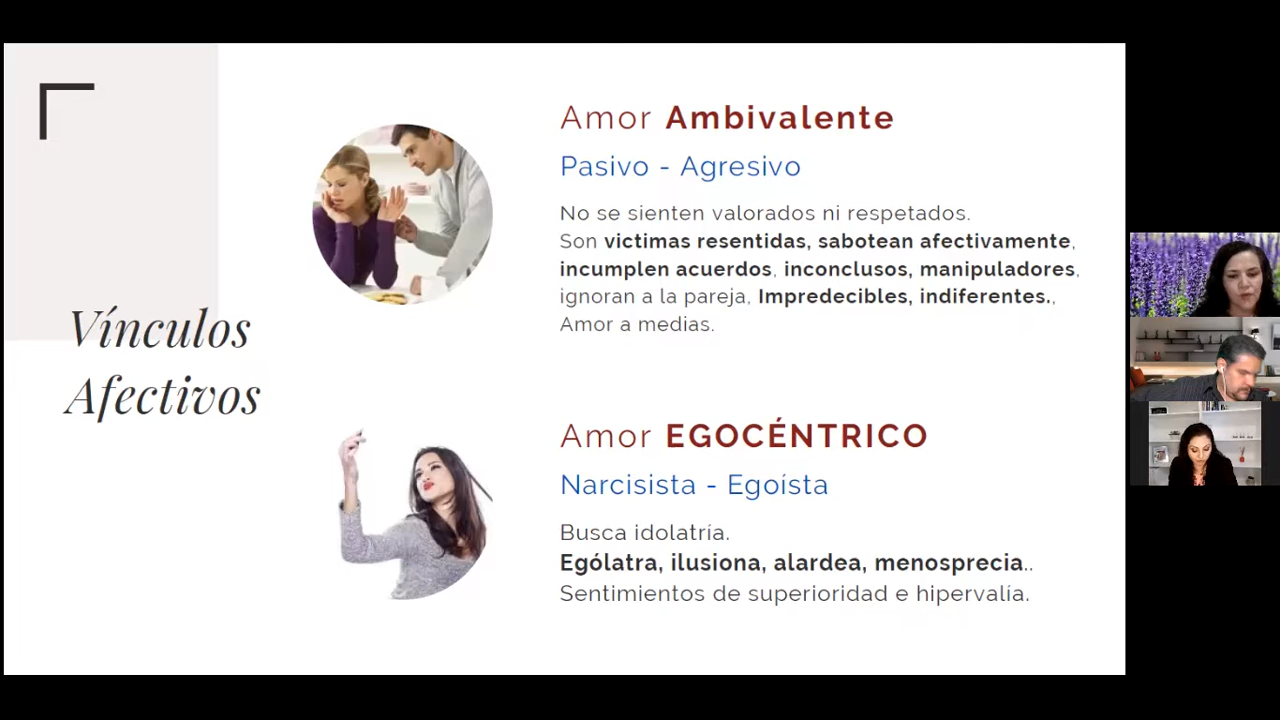 Vínculos
Afectivos
Amor Ambivalente
Pasivo - Agresivo
No se sienten valorados ni respetados.
Son victimas resentidas, sabotean afectivamente,
incumplen acuerdos, inconclusos, manipuladores,
ignoran a la pareja, Impredecibles, indiferentes.,
Amor a medias.
Amor EGOCÉNTRICO
Narcisista - Egoísta
Busca idolatría.
Ególatra, ilusiona, alardea, menosprecia..
Sentimientos de superioridad e hipervalía.